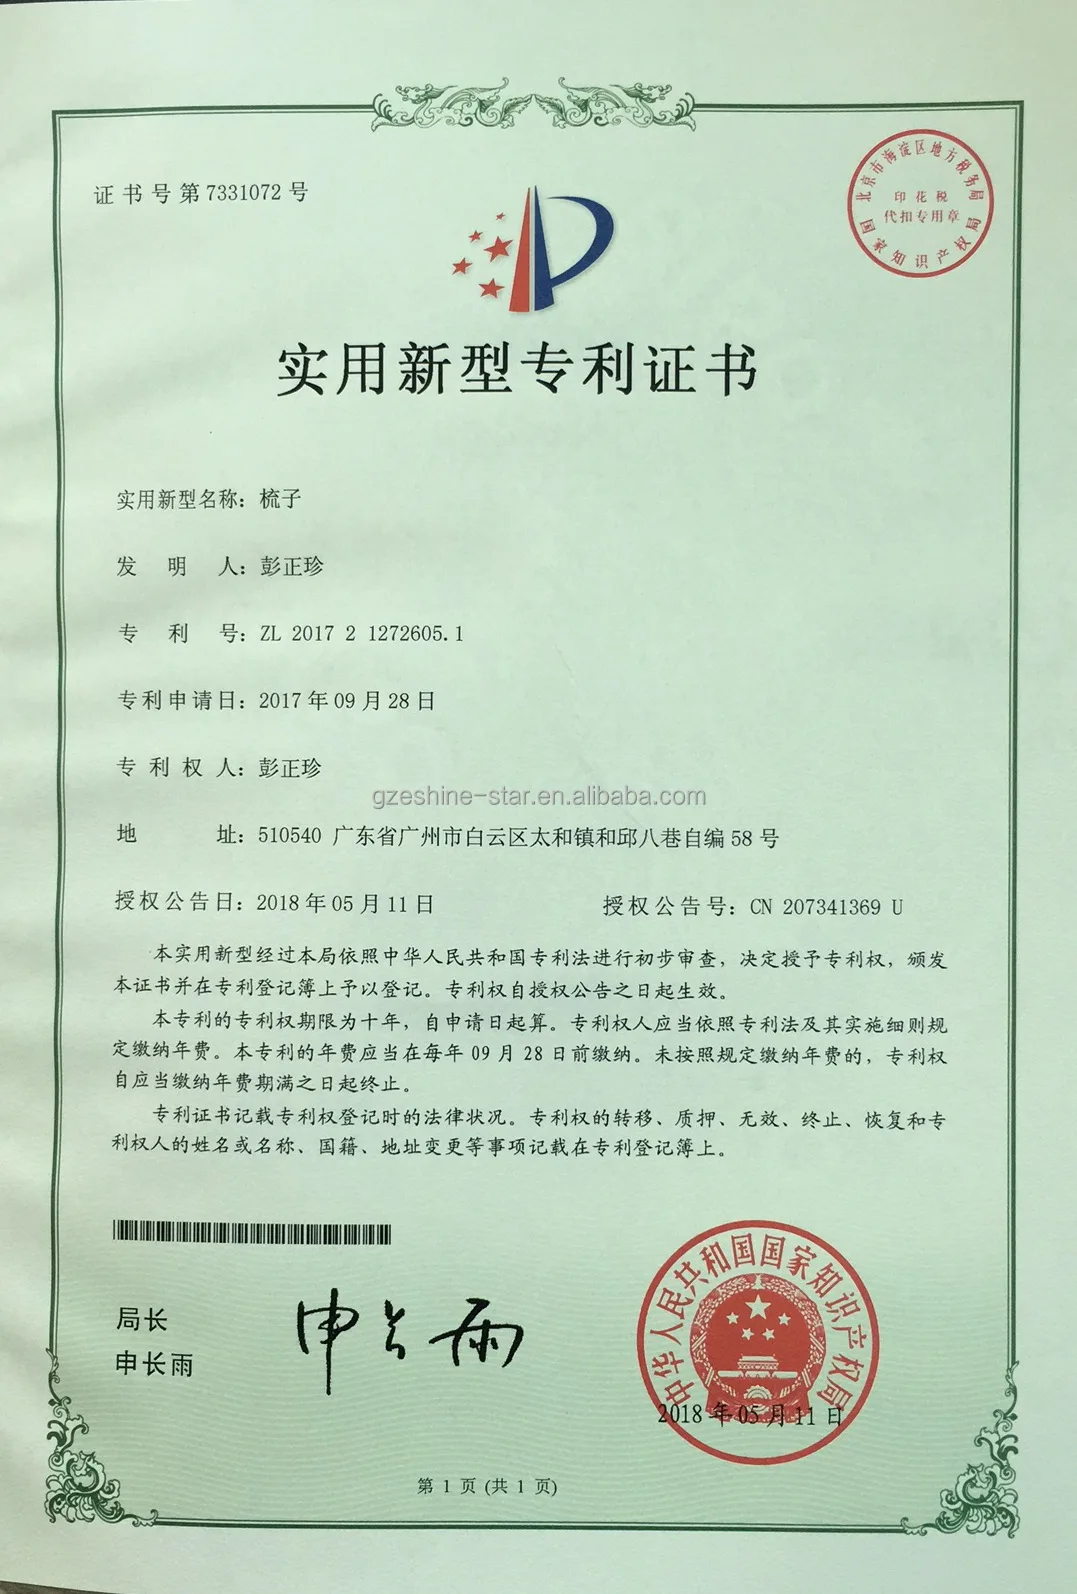 证书号第7331072号
北京市海淀区地方税务局
印花税
代扣专用章
国家知识产权局
实用新型专利证书
实用新型名称：梳子
发明人：彭正珍
专利号：ZL 2017 2 1272605.1
专利申请日：2017年09月28日
专利权人：彭正珍
gzeshine-star.en.alibaba.com
地址：510540 广东省广州市白云区太和镇和邱八巷自编58号
授权公告日：2018年05月11日 授权公告号：CN 207341369 U
本实用新型经过本局依照中华人民共和国专利法进行初步审查，决定授予专利权，颁发
本证书并在专利登记簿上予以登记。专利权自授权公告之日起生效。
本专利的专利权期限为十年，自申请日起算。专利权人应当依照专利法及其实施细则规
定缴纳年费。本专利的年费应当在每年09月28日前缴纳。未按照规定缴纳年费的，专利权
自应当缴纳年费期满之日起终止。
专利证书记载专利权登记时的法律状况。专利权的转移、质押、无效、终止、恢复和专
利权人的姓名或名称、国籍、地址变更等事项记载在专利登记簿上。
局长
申长雨
申长雨
中华人民共和国国家知识产权局
2018年05月11日
第 1 页 (共 1 页)